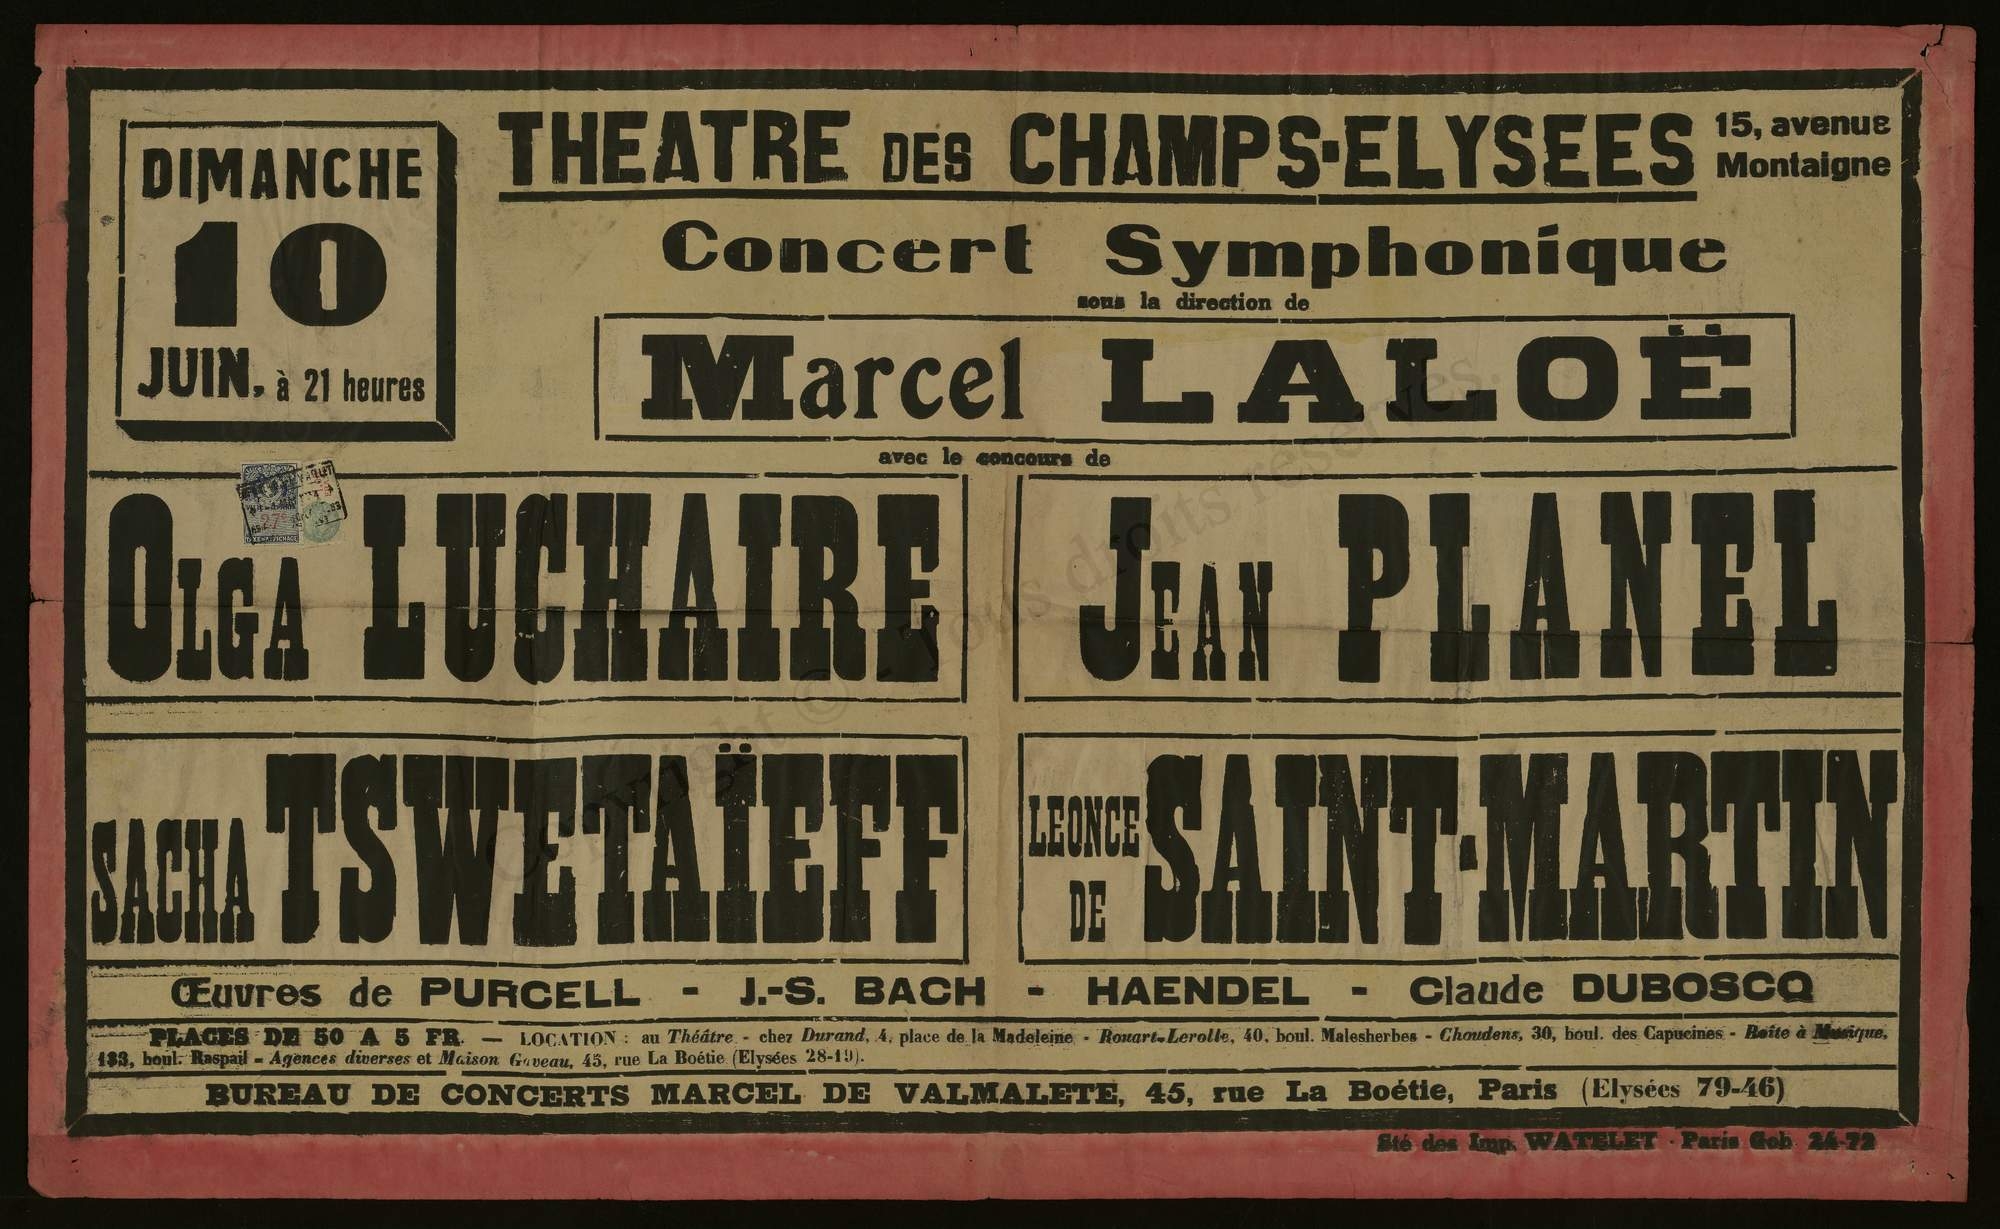 DIMANCHE
10
JUIN, à 21 heures
THEATRE DES CHAMPS-ELYSEES
15, avenue
Montaigne
Concert Symphonique
sous la direction de
Marcel LALOË
avec le concours de
OLGA LUCHAIRE
JEAN PLANEL
SACHA TSWETAÏEFF
LEONCE
DE
SAINT-MARTIN
Œuvres de PURCELL - J.-S. BACH - HAENDEL - Claude DUBOSCQ
PLACES DE 50 A 5 FR. — LOCATION : au Théâtre - chez Durand, 4, place de la Madeleine - Rouart-Lerolle, 40, boul. Malesherbes - Choudens, 30, boul. des Capucines - Boîte à Musique,
133, boul. Raspail - Agences diverses et Maison Gaveau, 45, rue La Boétie (Elysées 28-19).
BUREAU DE CONCERTS MARCEL DE VALMALETE, 45, rue La Boétie, Paris (Elysées 79-46)
Sté des Imp. WATELET - Paris Gob 24-72
Copyright © - Tous droits réservés.